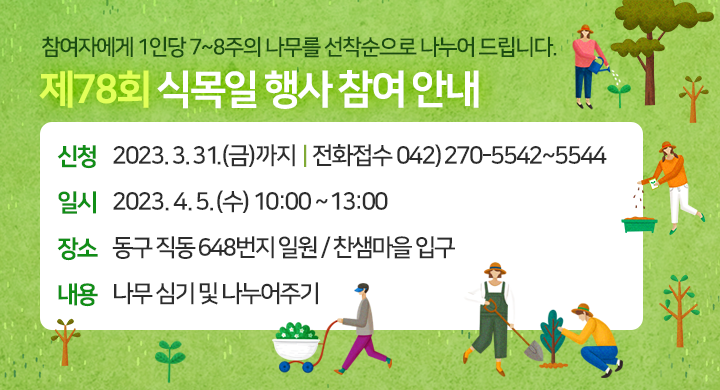 참여자에게 1인당 7~8주의 나무를 선착순으로 나누어 드립니다.
제78회 식목일 행사 참여 안내
신청 2023. 3. 31.(금)까지 | 전화접수 042) 270-5542~5544
일시 2023. 4. 5.(수) 10:00 ~ 13:00
장소 동구 직동 648번지 일원 / 찬샘마을 입구
내용 나무 심기 및 나누어주기